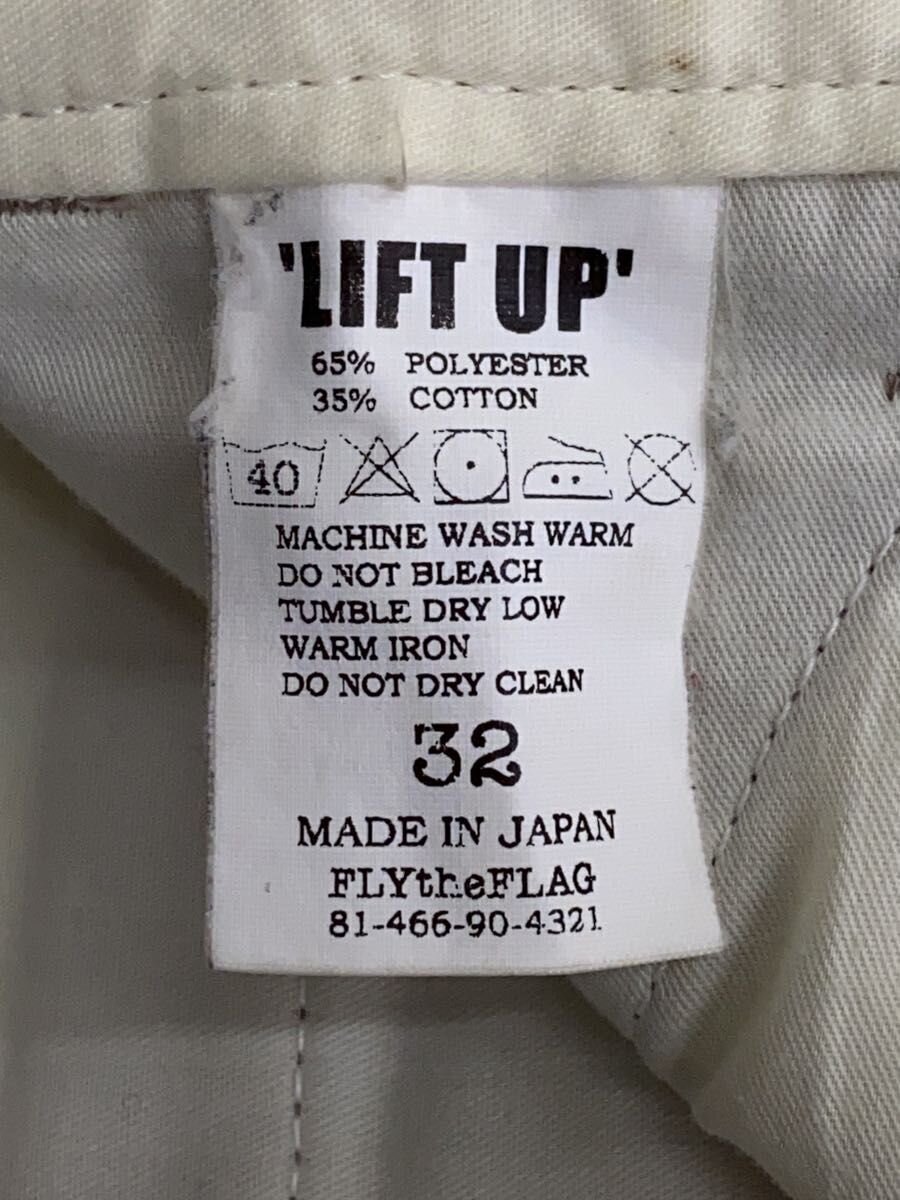 'LIFT UP'
65% POLYESTER
35% COTTON
40
MACHINE WASH WARM
DO NOT BLEACH
TUMBLE DRY LOW
WARM IRON
DO NOT DRY CLEAN
32
MADE IN JAPAN
FLYtheFLAG
81-466-90-4321